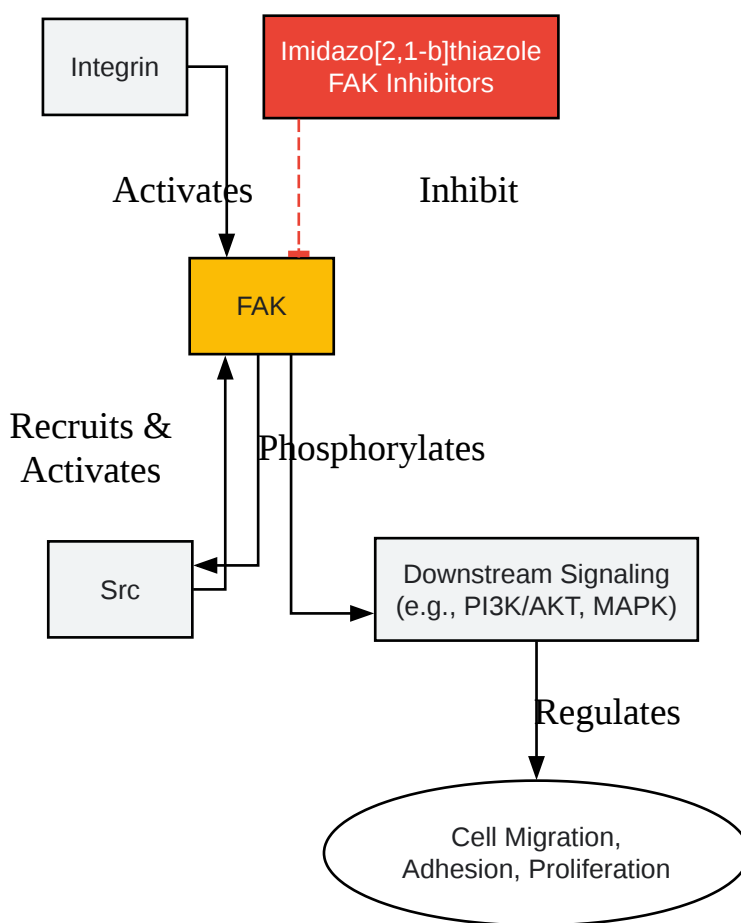 Integrin
Imidazo[2,1-b]thiazole
FAK Inhibitors
Activates
Inhibit
FAK
Recruits &
Activates
Phosphorylates
Src
Downstream Signaling
(e.g., PI3K/AKT, MAPK)
Regulates
Cell Migration,
Adhesion, Proliferation